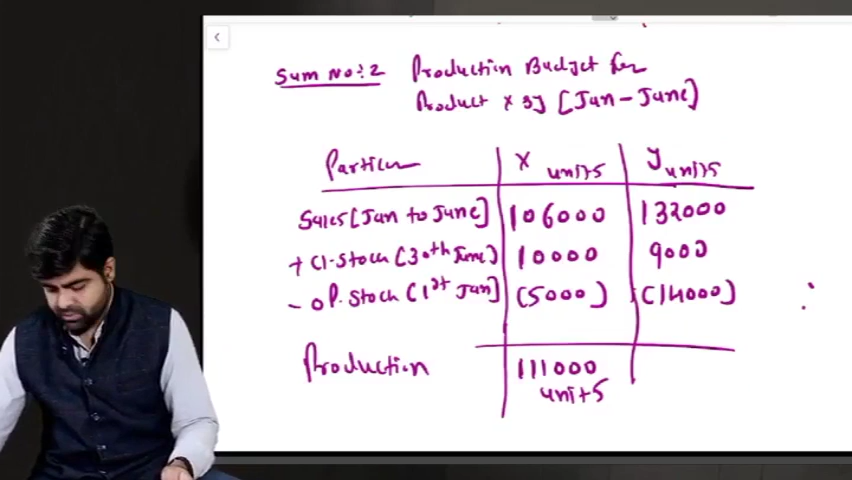 Sum No:2 Production Budget for
Product X & Y [Jan - June]
Particular X units Y units
Sales [Jan to June] 106000 132000
+ Cl. Stock (30th June) 10000 9000
- OP. Stock (1st Jan] (5000) (14000)
Production 111000
units